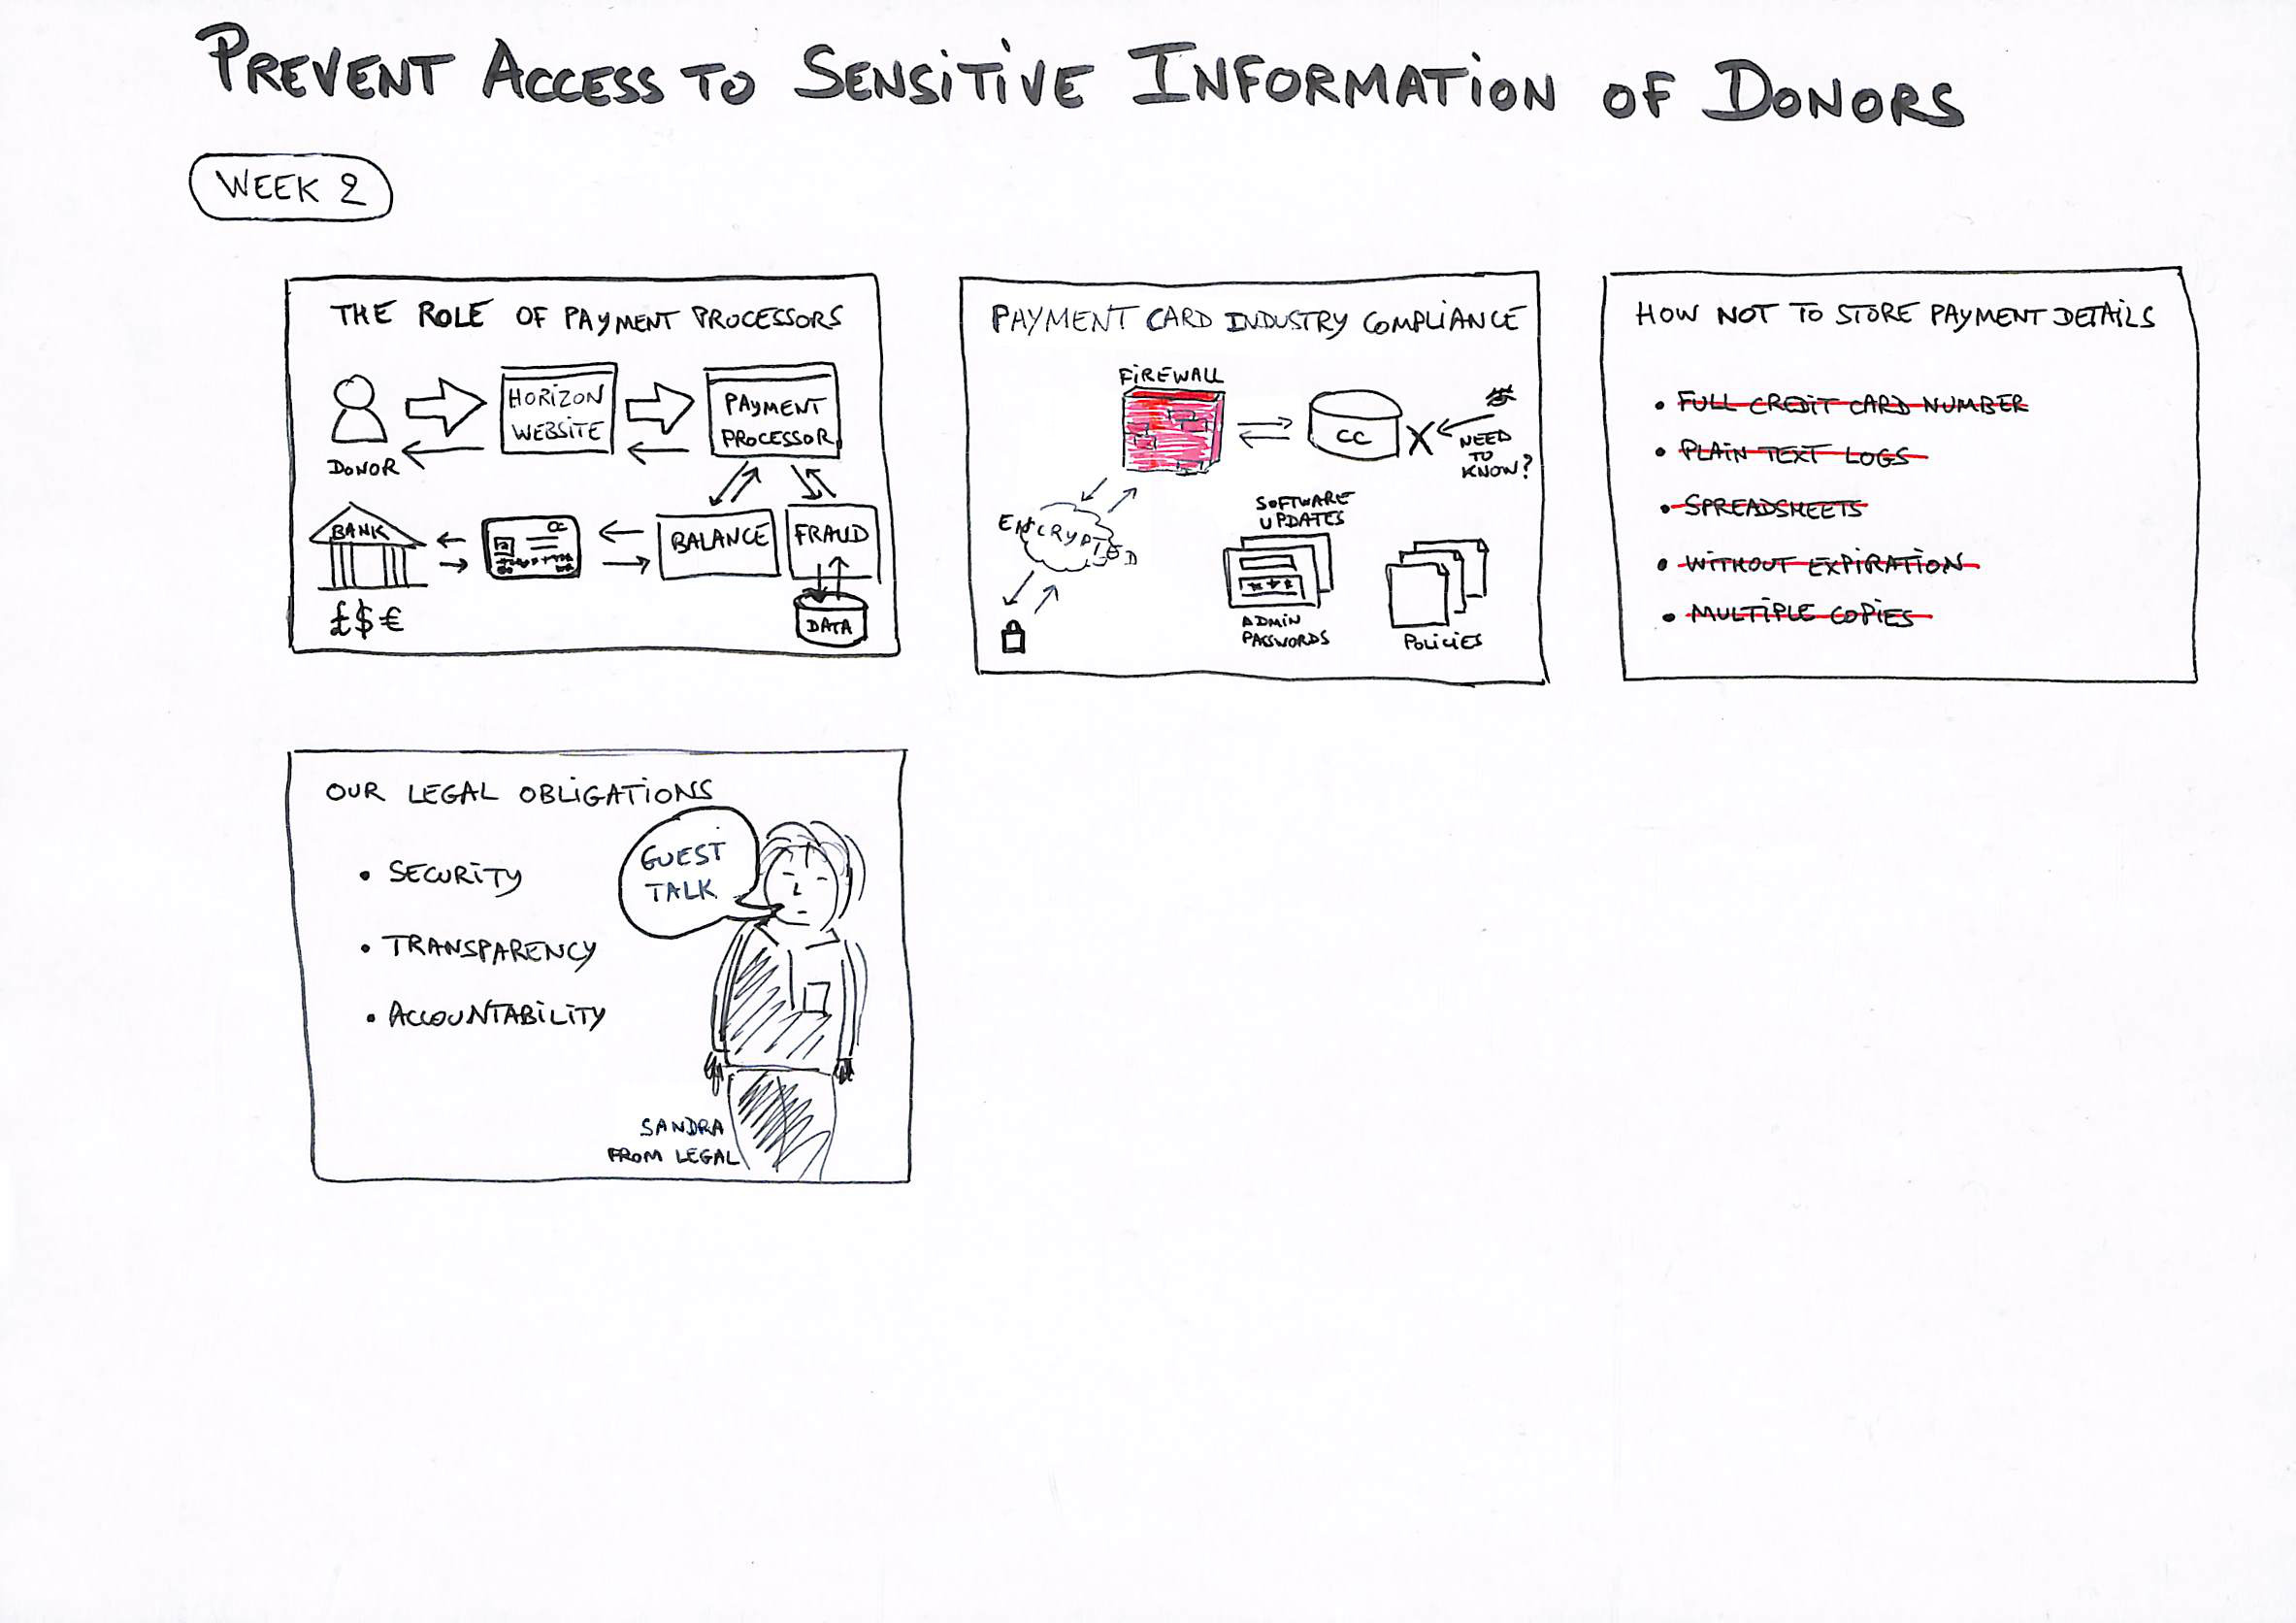 PREVENT ACCESS TO SENSITIVE INFORMATION OF DONORS
WEEK 2
THE ROLE OF PAYMENT PROCESSORS
DONOR
HORIZON
WEBSITE
PAYMENT
PROCESSOR
BANK
£$€
CC
BALANCE
FRAUD
DATA
PAYMENT CARD INDUSTRY COMPLIANCE
FIREWALL
CC
X
NEED
TO
KNOW?
ENCRYPTED
SOFTWARE
UPDATES
***
ADMIN
PASSWORDS
POLICIES
HOW NOT TO STORE PAYMENT DETAILS
• FULL CREDIT CARD NUMBER
• PLAIN TEXT LOGS
• SPREADSHEETS
• WITHOUT EXPIRATION
• MULTIPLE COPIES
OUR LEGAL OBLIGATIONS
• SECURITY
• TRANSPARENCY
• ACCOUNTABILITY
GUEST
TALK
SANDRA
FROM LEGAL